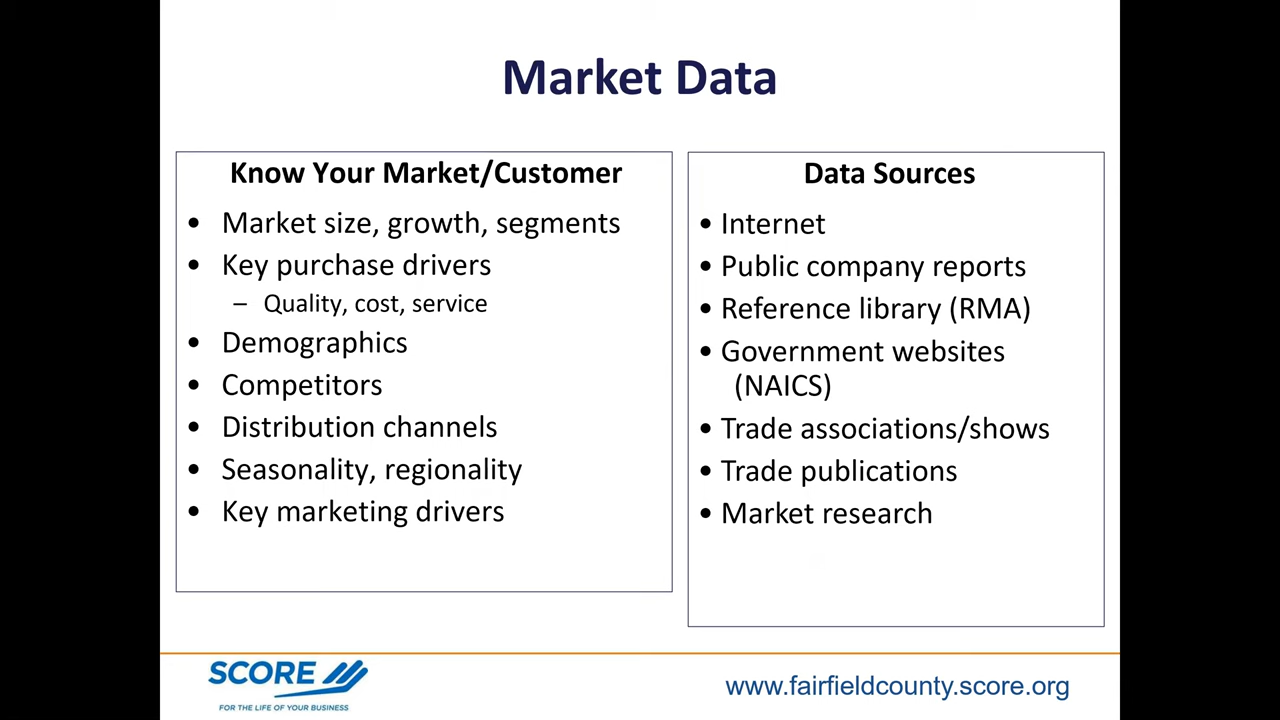 Market Data
Know Your Market/Customer
• Market size, growth, segments
• Key purchase drivers
– Quality, cost, service
• Demographics
• Competitors
• Distribution channels
• Seasonality, regionality
• Key marketing drivers
Data Sources
• Internet
• Public company reports
• Reference library (RMA)
• Government websites
(NAICS)
• Trade associations/shows
• Trade publications
• Market research
SCORE
FOR THE LIFE OF YOUR BUSINESS
www.fairfieldcounty.score.org